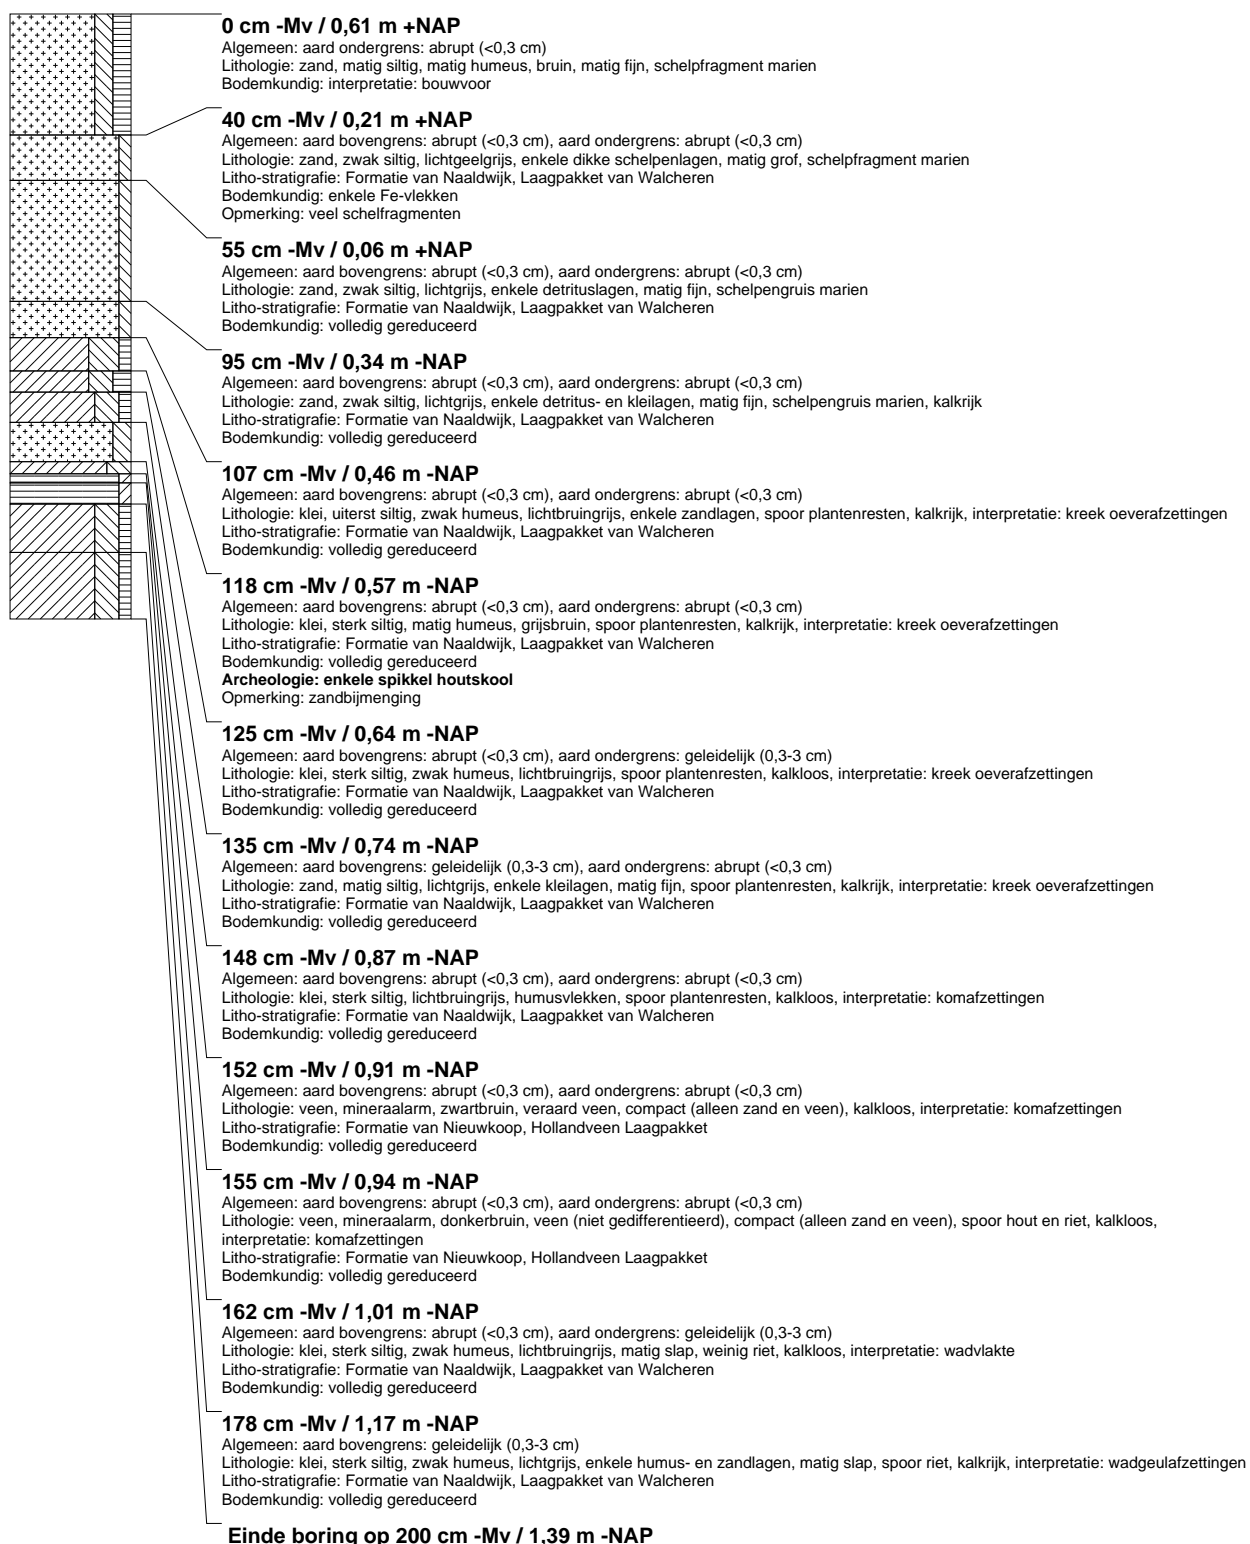 0 cm -Mv / 0,61 m +NAP
Algemeen: aard ondergrens: abrupt (<0,3 cm)
Lithologie: zand, matig siltig, matig humeus, bruin, matig fijn, schelpfragment marien
Bodemkundig: interpretatie: bouwvoor
40 cm -Mv / 0,21 m +NAP
Algemeen: aard bovengrens: abrupt (<0,3 cm), aard ondergrens: abrupt (<0,3 cm)
Lithologie: zand, zwak siltig, lichtgeelgrijs, enkele dikke schelpenlagen, matig grof, schelpfragment marien
Litho-stratigrafie: Formatie van Naaldwijk, Laagpakket van Walcheren
Bodemkundig: enkele Fe-vlekken
Opmerking: veel schelfragmenten
55 cm -Mv / 0,06 m +NAP
Algemeen: aard bovengrens: abrupt (<0,3 cm), aard ondergrens: abrupt (<0,3 cm)
Lithologie: zand, zwak siltig, lichtgrijs, enkele detrituslagen, matig fijn, schelpengruis marien
Litho-stratigrafie: Formatie van Naaldwijk, Laagpakket van Walcheren
Bodemkundig: volledig gereduceerd
95 cm -Mv / 0,34 m -NAP
Algemeen: aard bovengrens: abrupt (<0,3 cm), aard ondergrens: abrupt (<0,3 cm)
Lithologie: zand, zwak siltig, lichtgrijs, enkele detritus- en kleilagen, matig fijn, schelpengruis marien, kalkrijk
Litho-stratigrafie: Formatie van Naaldwijk, Laagpakket van Walcheren
Bodemkundig: volledig gereduceerd
107 cm -Mv / 0,46 m -NAP
Algemeen: aard bovengrens: abrupt (<0,3 cm), aard ondergrens: abrupt (<0,3 cm)
Lithologie: klei, uiterst siltig, zwak humeus, lichtbruingrijs, enkele zandlagen, spoor plantenresten, kalkrijk, interpretatie: kreek oeverafzettingen
Litho-stratigrafie: Formatie van Naaldwijk, Laagpakket van Walcheren
Bodemkundig: volledig gereduceerd
118 cm -Mv / 0,57 m -NAP
Algemeen: aard bovengrens: abrupt (<0,3 cm), aard ondergrens: abrupt (<0,3 cm)
Lithologie: klei, sterk siltig, matig humeus, grijsbruin, spoor plantenresten, kalkrijk, interpretatie: kreek oeverafzettingen
Litho-stratigrafie: Formatie van Naaldwijk, Laagpakket van Walcheren
Bodemkundig: volledig gereduceerd
Archeologie: enkele spikkel houtskool
Opmerking: zandbijmenging
125 cm -Mv / 0,64 m -NAP
Algemeen: aard bovengrens: abrupt (<0,3 cm), aard ondergrens: geleidelijk (0,3-3 cm)
Lithologie: klei, sterk siltig, zwak humeus, lichtbruingrijs, spoor plantenresten, kalkloos, interpretatie: kreek oeverafzettingen
Litho-stratigrafie: Formatie van Naaldwijk, Laagpakket van Walcheren
Bodemkundig: volledig gereduceerd
135 cm -Mv / 0,74 m -NAP
Algemeen: aard bovengrens: geleidelijk (0,3-3 cm), aard ondergrens: abrupt (<0,3 cm)
Lithologie: zand, matig siltig, lichtgrijs, enkele kleilagen, matig fijn, spoor plantenresten, kalkrijk, interpretatie: kreek oeverafzettingen
Litho-stratigrafie: Formatie van Naaldwijk, Laagpakket van Walcheren
Bodemkundig: volledig gereduceerd
148 cm -Mv / 0,87 m -NAP
Algemeen: aard bovengrens: abrupt (<0,3 cm), aard ondergrens: abrupt (<0,3 cm)
Lithologie: klei, sterk siltig, lichtbruingrijs, humusvlekken, spoor plantenresten, kalkloos, interpretatie: komafzettingen
Litho-stratigrafie: Formatie van Naaldwijk, Laagpakket van Walcheren
Bodemkundig: volledig gereduceerd
152 cm -Mv / 0,91 m -NAP
Algemeen: aard bovengrens: abrupt (<0,3 cm), aard ondergrens: abrupt (<0,3 cm)
Lithologie: veen, mineraalarm, zwartbruin, veraard veen, compact (alleen zand en veen), kalkloos, interpretatie: komafzettingen
Litho-stratigrafie: Formatie van Nieuwkoop, Hollandveen Laagpakket
Bodemkundig: volledig gereduceerd
155 cm -Mv / 0,94 m -NAP
Algemeen: aard bovengrens: abrupt (<0,3 cm), aard ondergrens: abrupt (<0,3 cm)
Lithologie: veen, mineraalarm, donkerbruin, veen (niet gedifferentieerd), compact (alleen zand en veen), spoor hout en riet, kalkloos,
interpretatie: komafzettingen
Litho-stratigrafie: Formatie van Nieuwkoop, Hollandveen Laagpakket
Bodemkundig: volledig gereduceerd
162 cm -Mv / 1,01 m -NAP
Algemeen: aard bovengrens: abrupt (<0,3 cm), aard ondergrens: geleidelijk (0,3-3 cm)
Lithologie: klei, sterk siltig, zwak humeus, lichtbruingrijs, matig slap, weinig riet, kalkloos, interpretatie: wadvlakte
Litho-stratigrafie: Formatie van Naaldwijk, Laagpakket van Walcheren
Bodemkundig: volledig gereduceerd
178 cm -Mv / 1,17 m -NAP
Algemeen: aard bovengrens: geleidelijk (0,3-3 cm)
Lithologie: klei, sterk siltig, zwak humeus, lichtgrijs, enkele humus- en zandlagen, matig slap, spoor riet, kalkrijk, interpretatie: wadgeulafzettingen
Litho-stratigrafie: Formatie van Naaldwijk, Laagpakket van Walcheren
Bodemkundig: volledig gereduceerd
Einde boring op 200 cm -Mv / 1,39 m -NAP